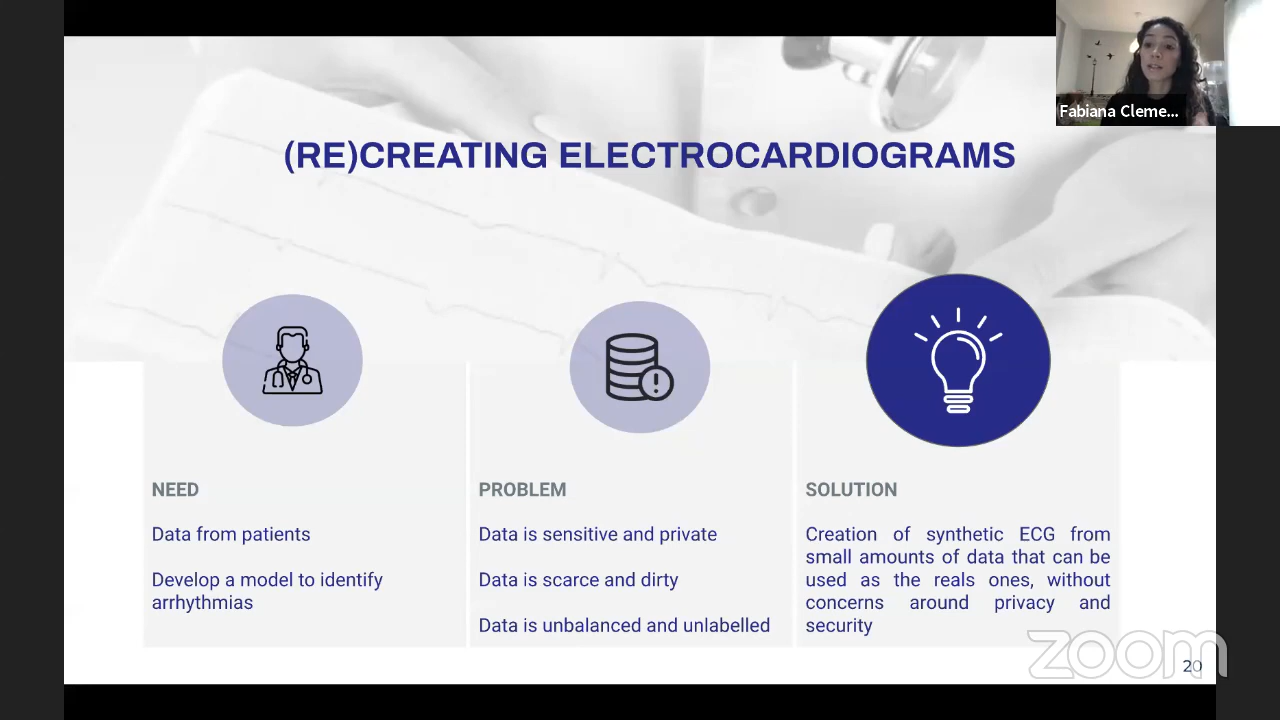 Fabiana Cleme...
(RE)CREATING ELECTROCARDIOGRAMS
NEED
Data from patients
Develop a model to identify
arrhythmias
PROBLEM
Data is sensitive and private
Data is scarce and dirty
Data is unbalanced and unlabelled
SOLUTION
Creation of synthetic ECG from
small amounts of data that can be
used as the reals ones, without
concerns around privacy and
security
zoom
20